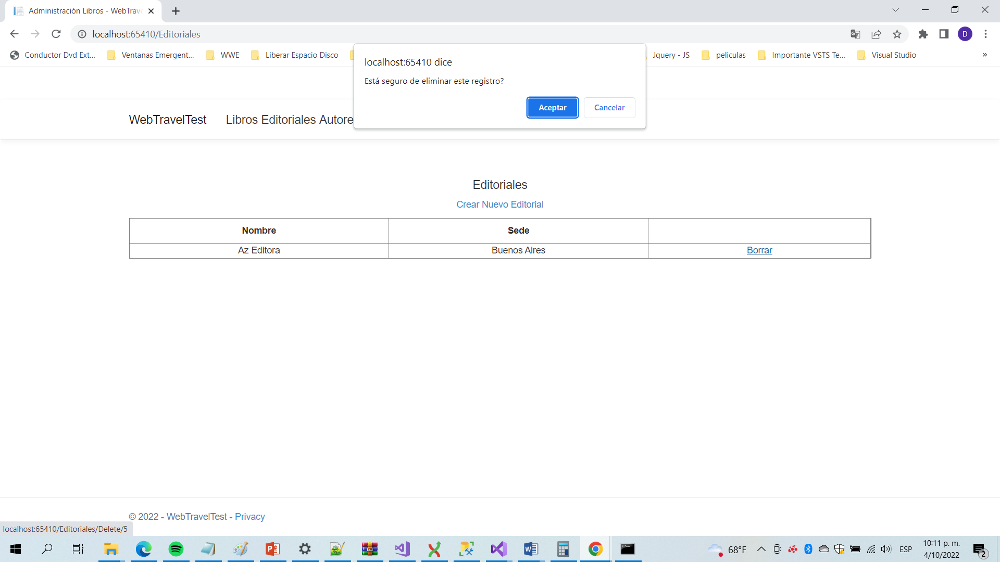 Administración Libros - WebTrave
localhost:65410/Editoriales
D
Conductor Dvd Ext...
Ventanas Emergent...
WWE
Liberar Espacio Disco
Jquery - JS
peliculas
Importante VSTS Te...
Visual Studio
»
localhost:65410 dice
Está seguro de eliminar este registro?
Aceptar
Cancelar
WebTravelTest
Libros Editoriales Autore
Editoriales
Crear Nuevo Editorial
Nombre
Sede
Az Editora
Buenos Aires
Borrar
© 2022 - WebTravelTest - Privacy
localhost:65410/Editoriales/Delete/5
68°F
ESP
10:11 p. m.
4/10/2022
2